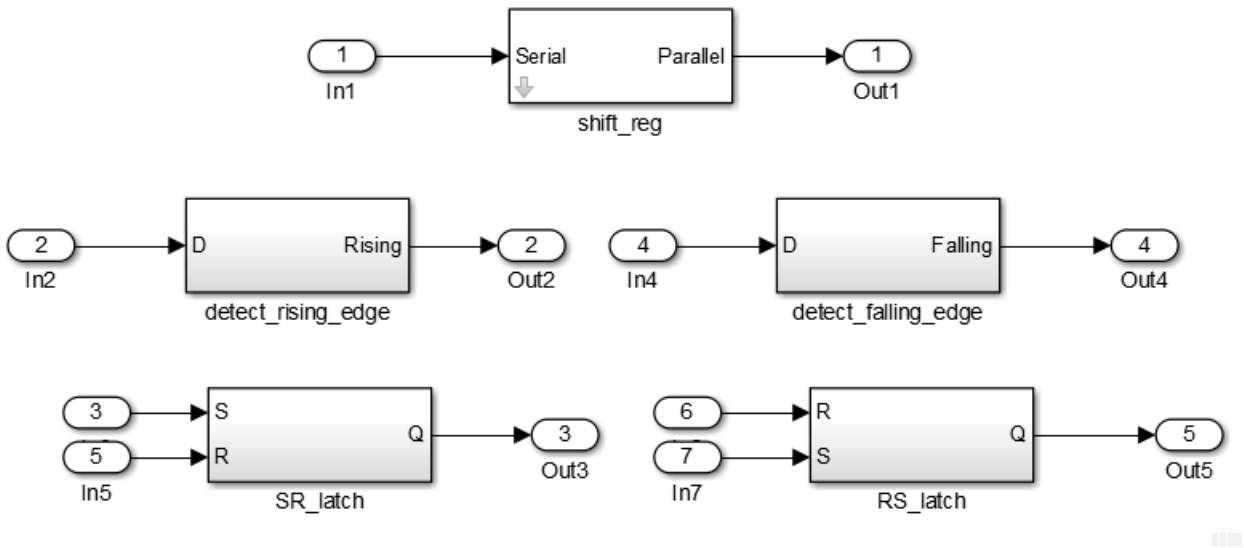 1 Serial Parallel 1
In1 Out1
shift_reg
2 D Rising 2
In2 Out2
detect_rising_edge
4 D Falling 4
In4 Out4
detect_falling_edge
3 S
5 R Q 3
In5 Out3
SR_latch
6 R
7 S Q 5
In7 Out5
RS_latch